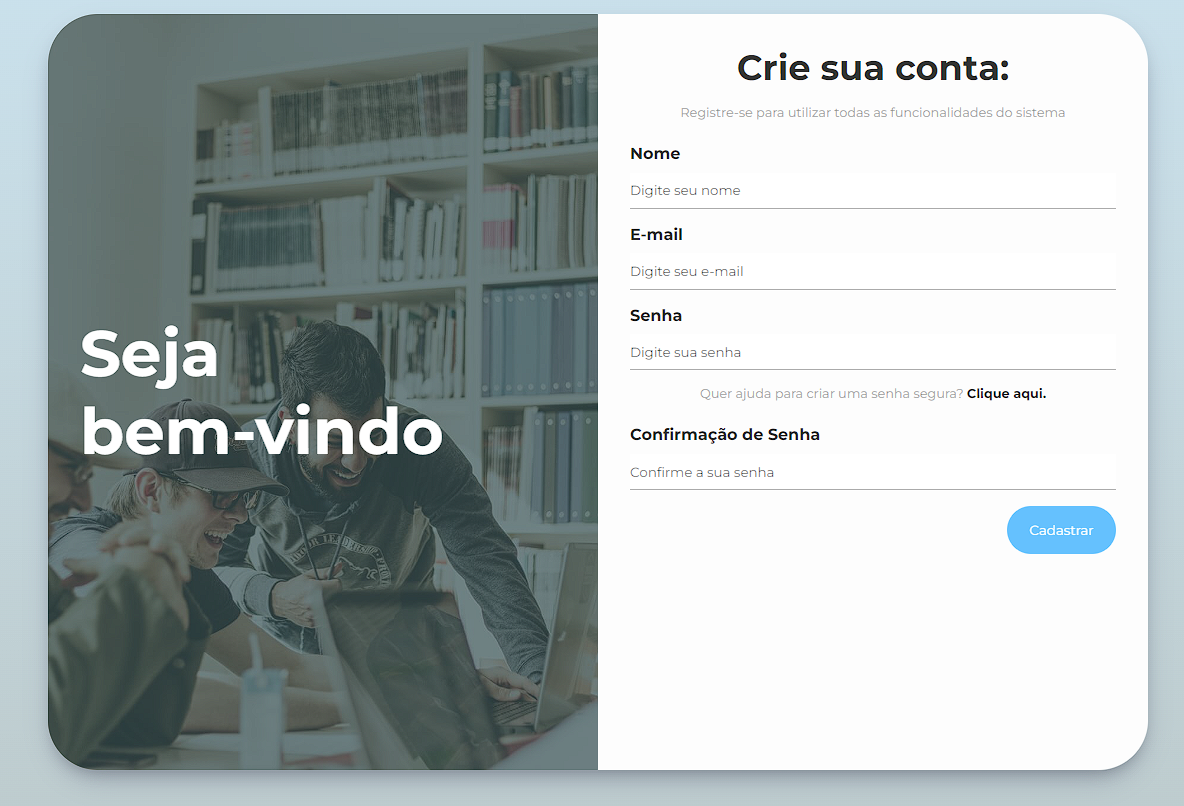 Seja
bem-vindo
Crie sua conta:
Registre-se para utilizar todas as funcionalidades do sistema
Nome
Digite seu nome
E-mail
Digite seu e-mail
Senha
Digite sua senha
Quer ajuda para criar uma senha segura? Clique aqui.
Confirmação de Senha
Confirme a sua senha
Cadastrar